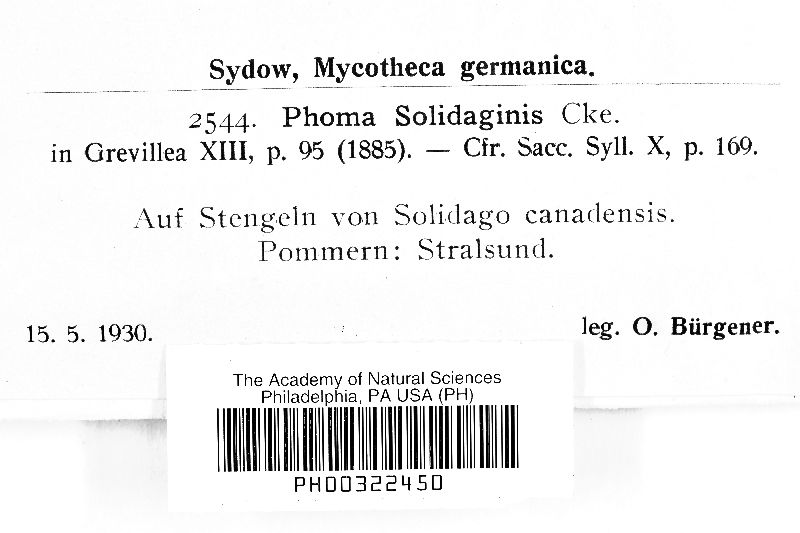 Sydow, Mycotheca germanica.
2544. Phoma Solidaginis Cke.
in Grevillea XIII, p. 95 (1885). — Cfr. Sacc. Syll. X, p. 169.
Auf Stengeln von Solidago canadensis.
Pommern: Stralsund.
15. 5. 1930. leg. O. Bürgener.
The Academy of Natural Sciences
Philadelphia, PA USA (PH)
PH00322450